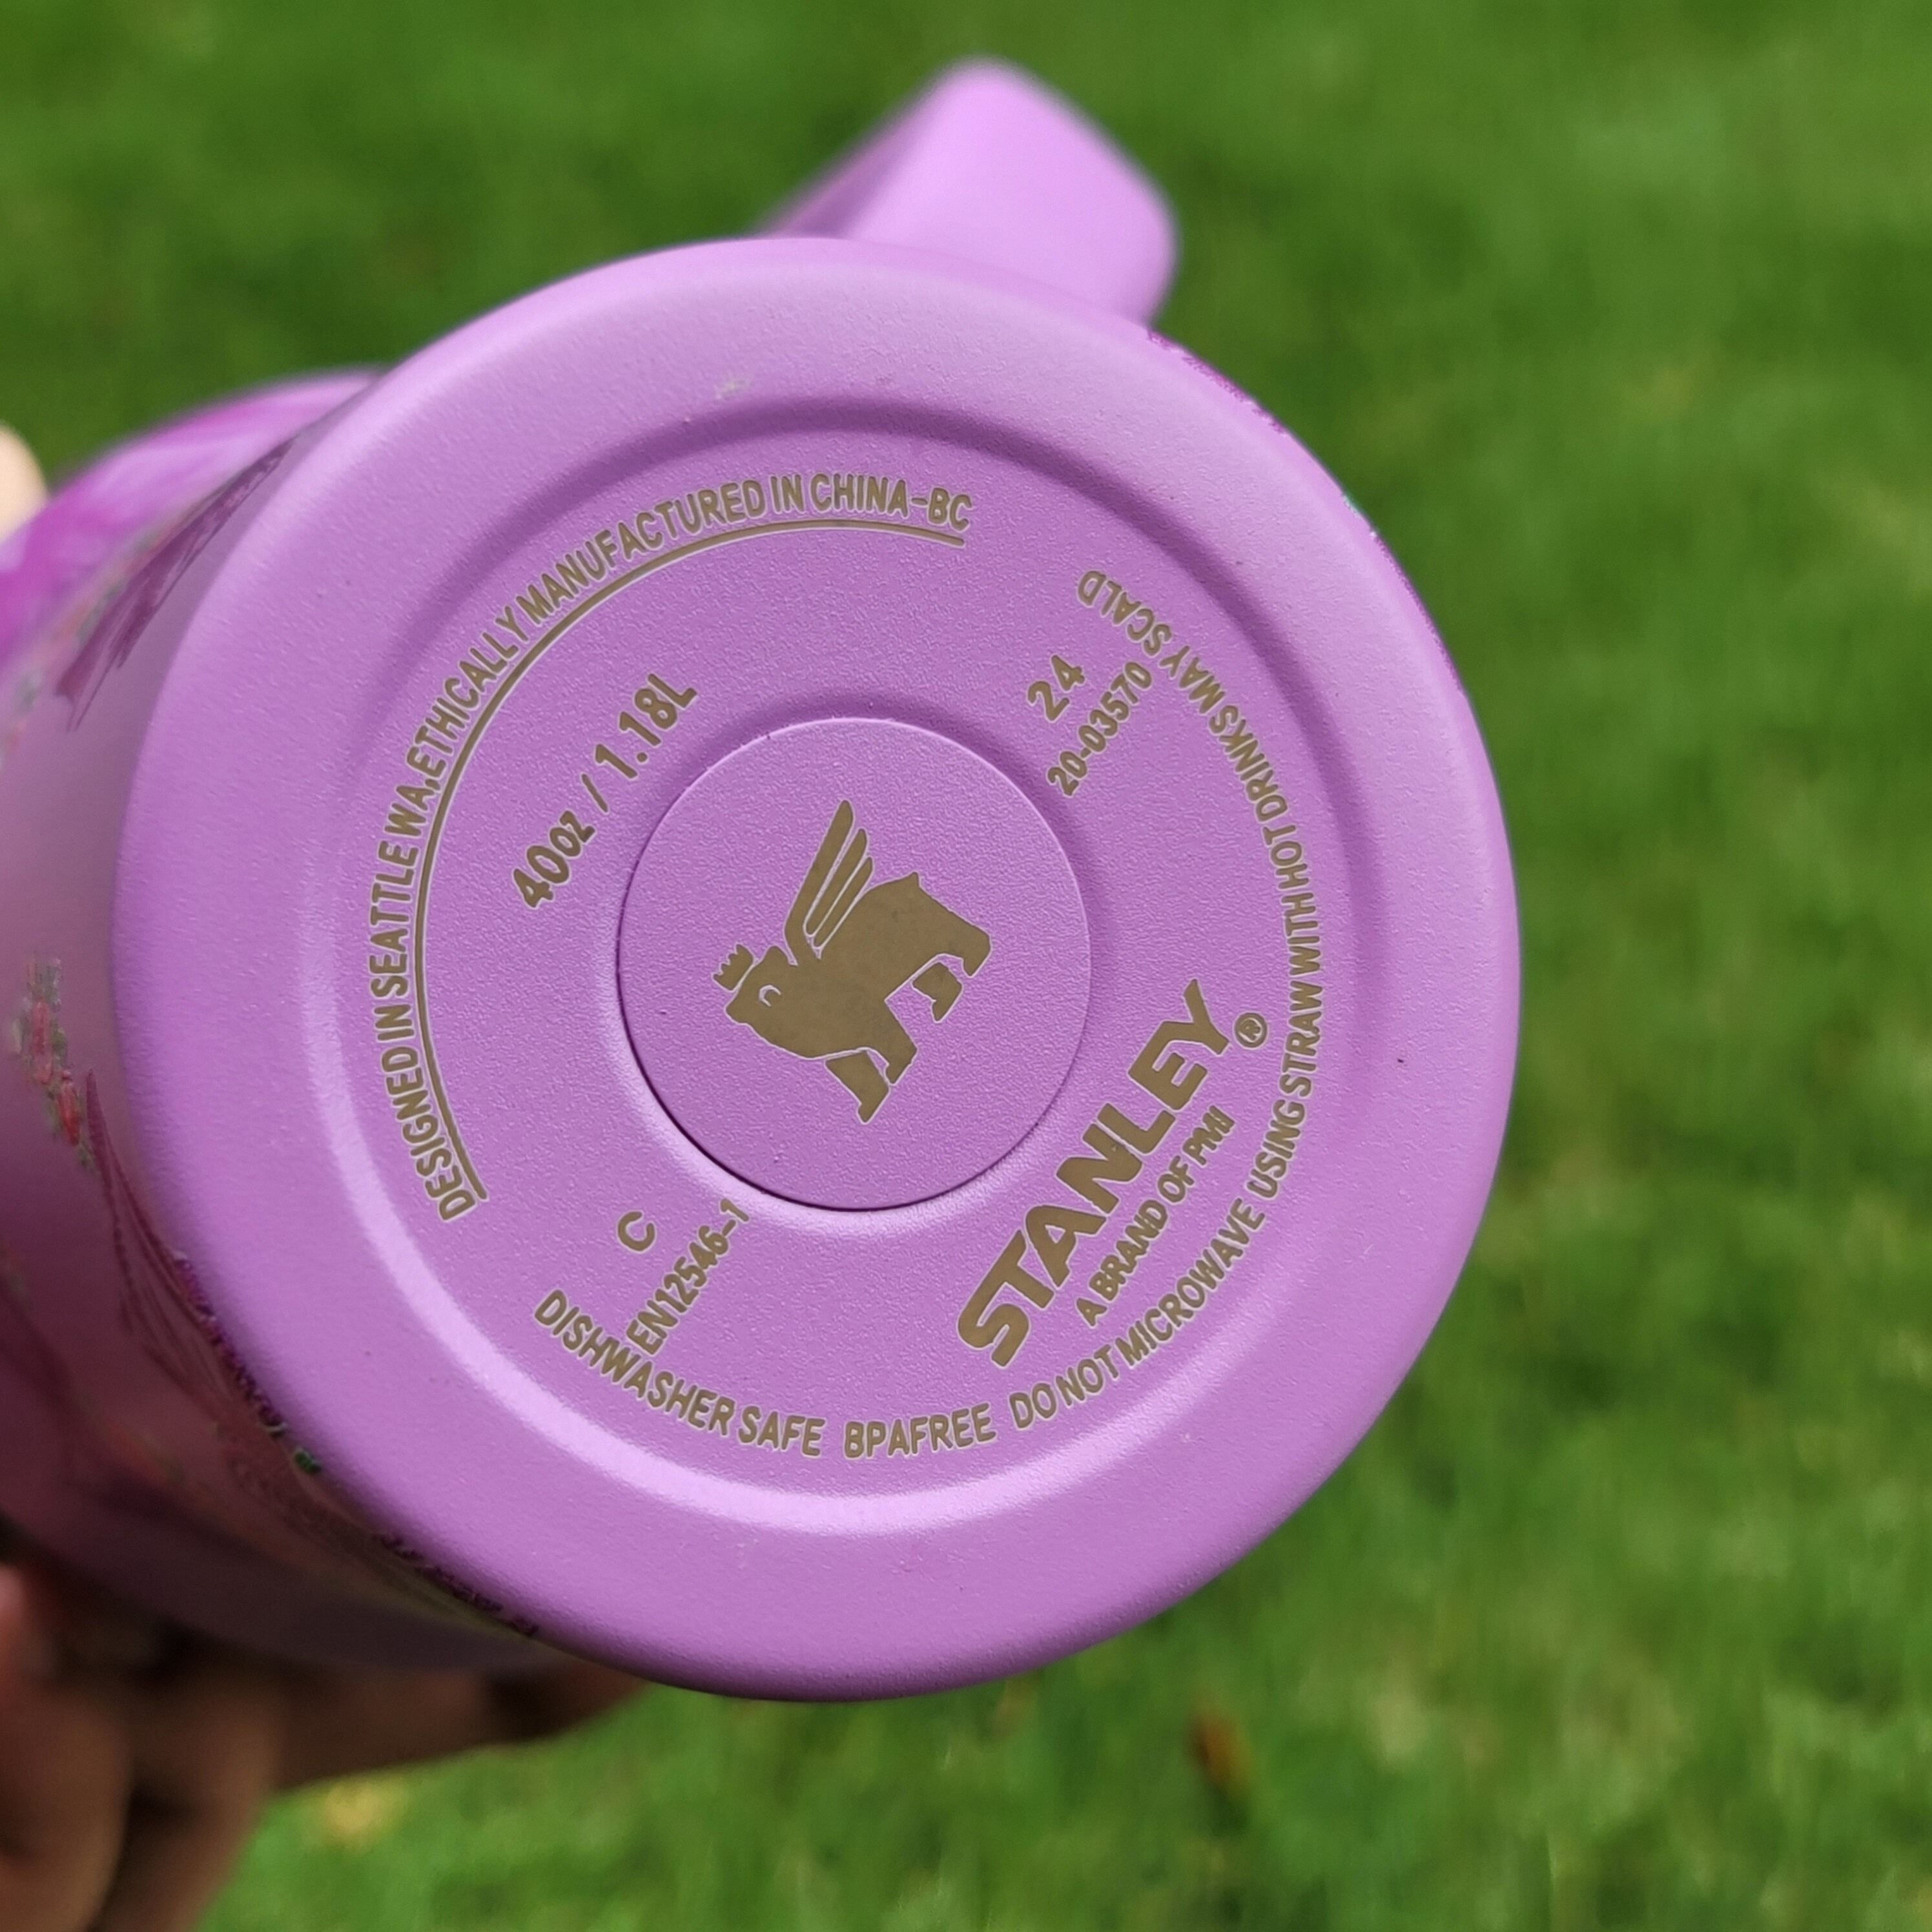 DESIGNED IN SEATTLE WA,ETHICALLY MANUFACTURED IN CHINA-BC
40oz / 1.18L
24
20-03570
C
EN12546-1
STANLEY®
A BRAND OF PMI
DISHWASHER SAFE BPAFREE DO NOT MICROWAVE USING STRAW WITH HOT DRINKS MAY SCALD